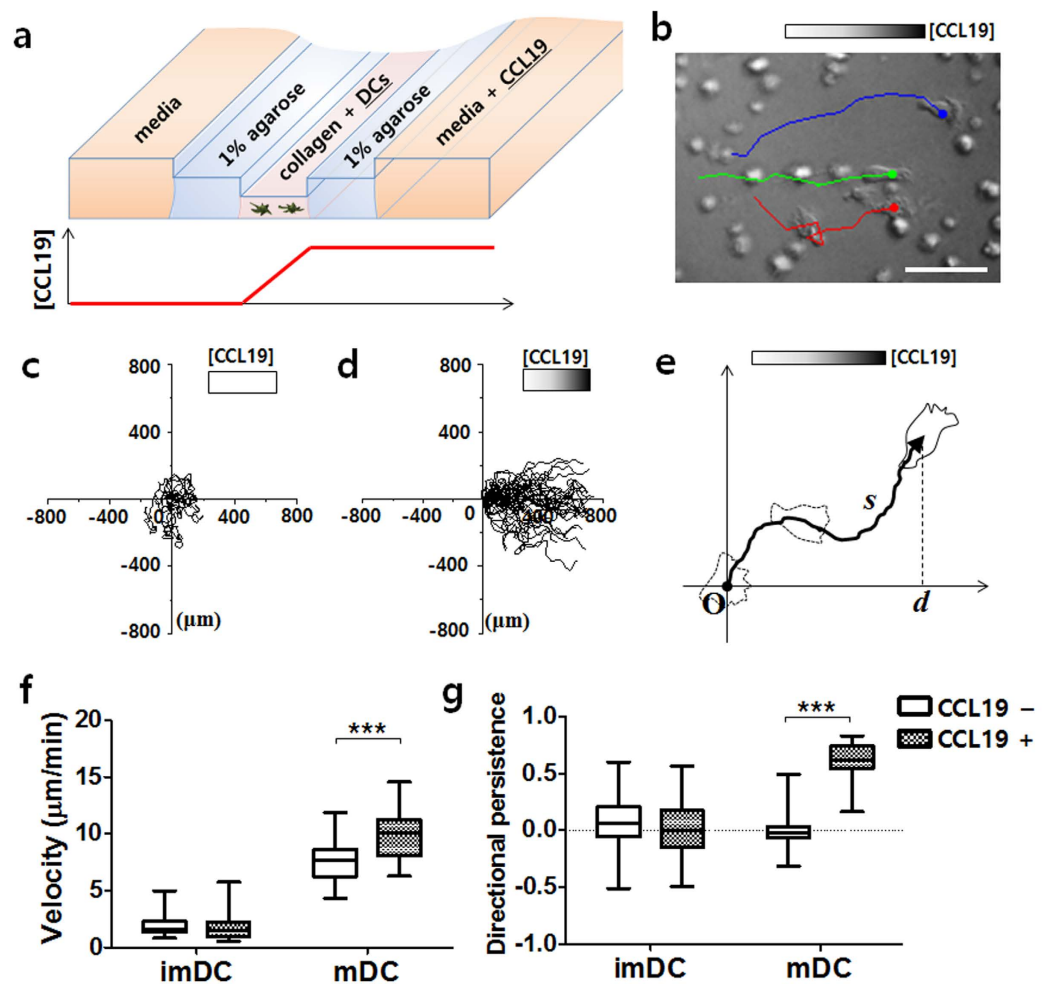 a
media
1% agarose
collagen + DCs
1% agarose
media + CCL19
[CCL19]
b
[CCL19]
c
[CCL19]
800
400
-800
-400
0
400
800
-400
-800
(μm)
d
[CCL19]
800
400
-800
-400
0
400
800
-400
-800
(μm)
e
[CCL19]
s
O
d
f
Velocity (μm/min)
20
15
10
5
0
***
imDC
mDC
g
Directional persistence
1.0
0.5
0.0
-0.5
-1.0
***
imDC
mDC
CCL19 –
CCL19 +